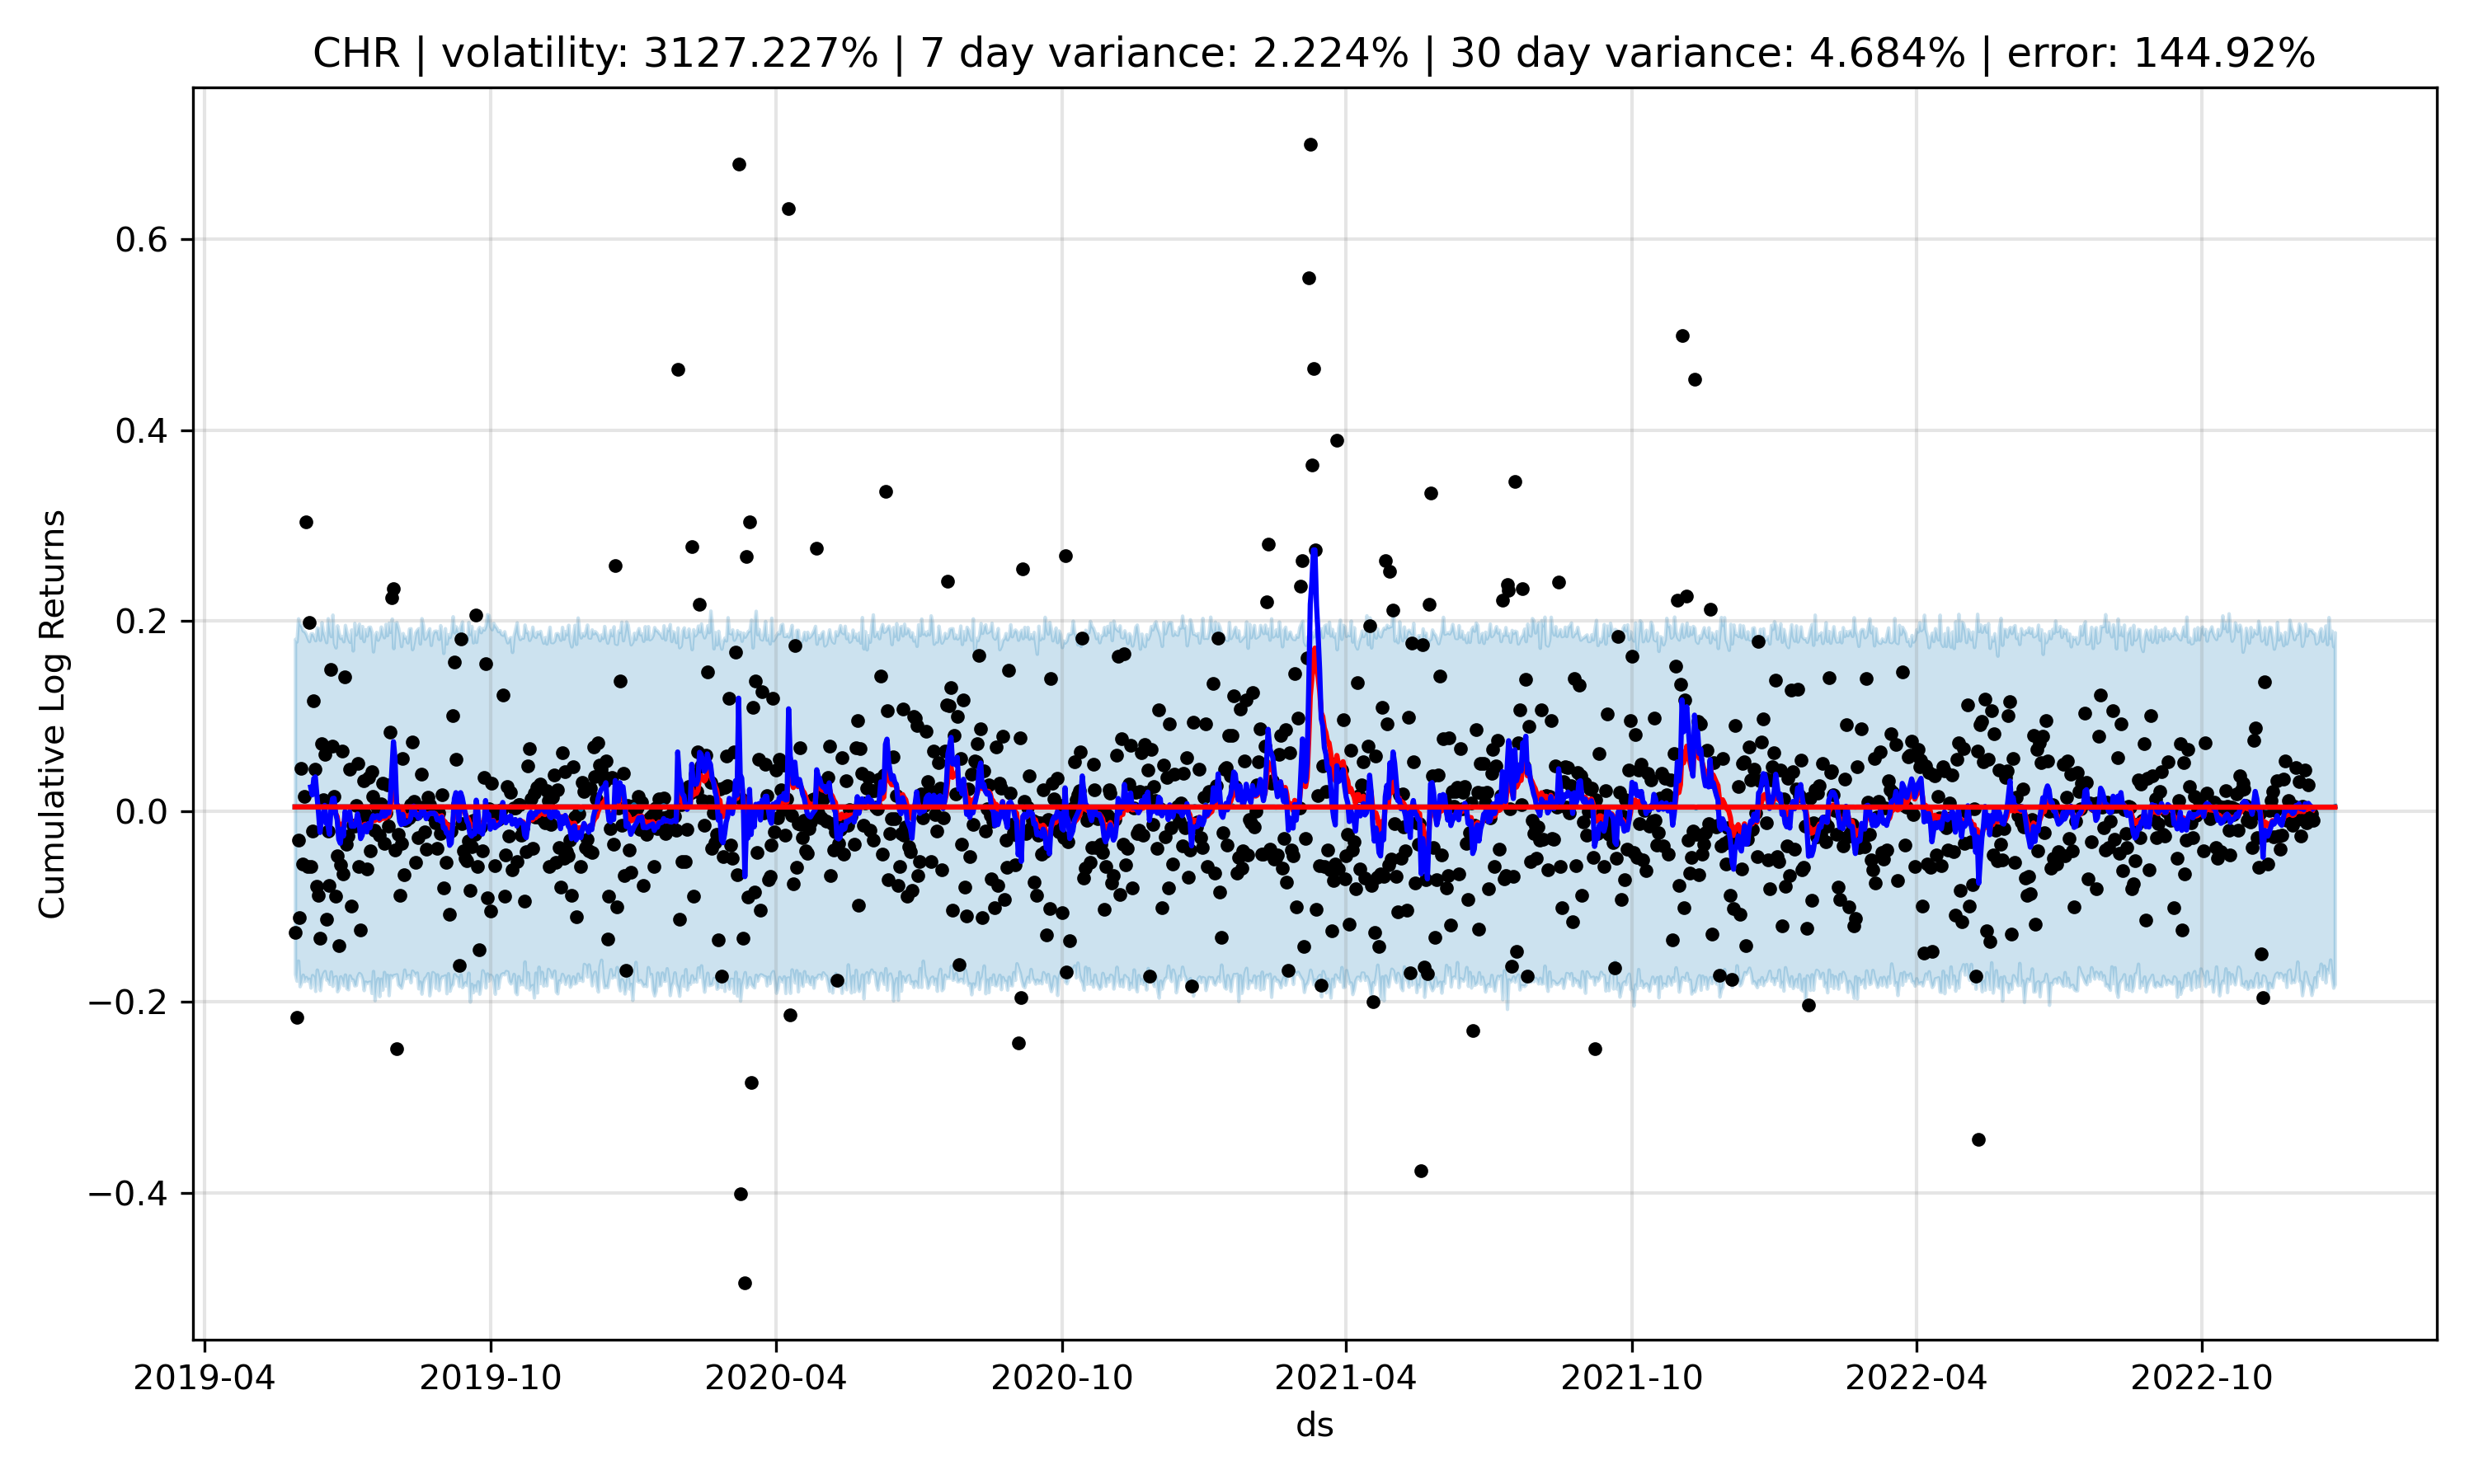 CHR | volatility: 3127.227% | 7 day variance: 2.224% | 30 day variance: 4.684% | error: 144.92%
Cumulative Log Returns
0.6
0.4
0.2
0.0
−0.2
−0.4
2019-04 2019-10 2020-04 2020-10 2021-04 2021-10 2022-04 2022-10
ds